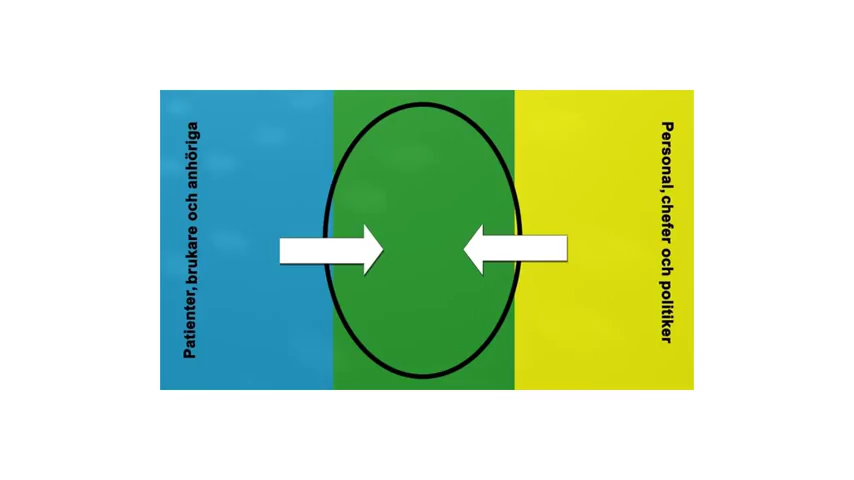 Patienter, brukare och anhöriga
Personal, chefer och politiker